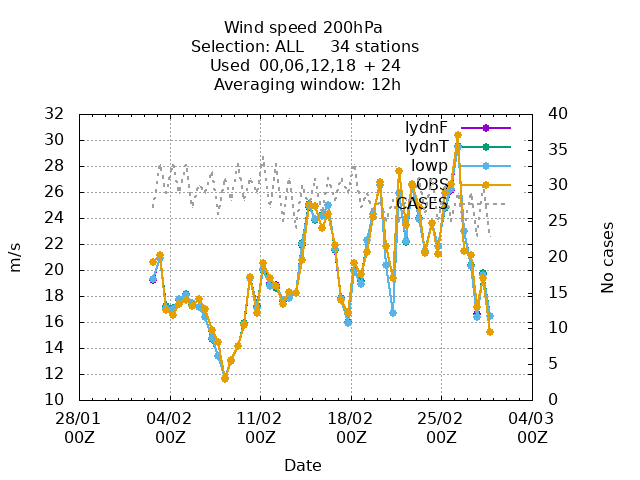 Wind speed 200hPa
Selection: ALL 34 stations
Used 00,06,12,18 + 24
Averaging window: 12h
32
30
28
26
24
22
20
18
16
14
12
10
m/s
40
35
30
25
20
15
10
5
0
No cases
lydnF
lydnT
lowp
OBS
CASES
28/01 04/02 11/02 18/02 25/02 04/03
00Z 00Z 00Z 00Z 00Z 00Z
Date